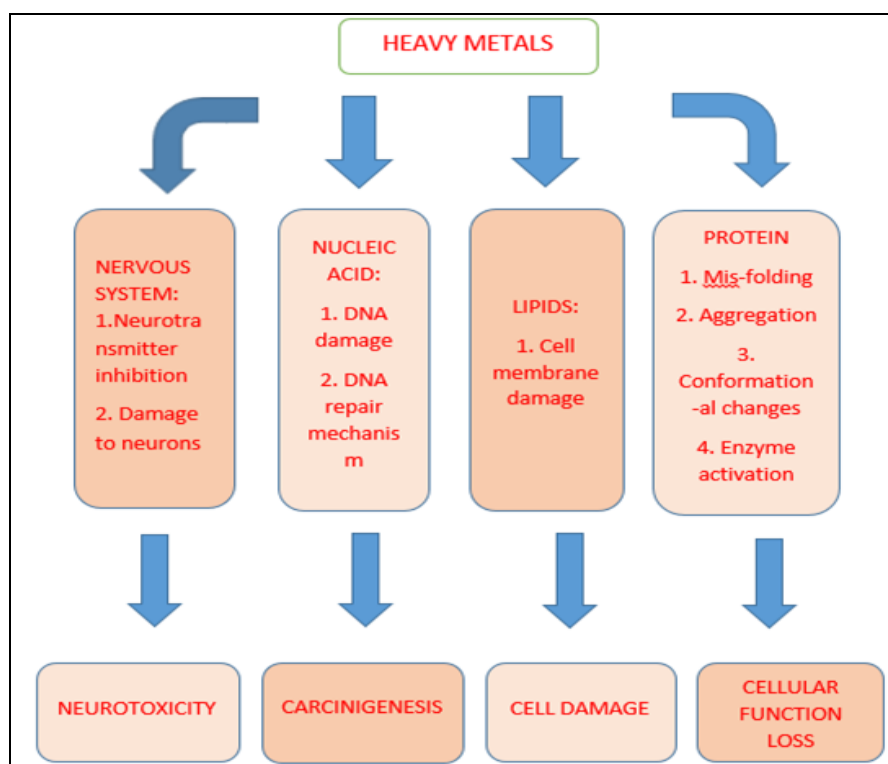 HEAVY METALS
NERVOUS
SYSTEM:
1.Neurotra
nsmitter
inhibition
2. Damage
to neurons
NUCLEIC
ACID:
1. DNA
damage
2. DNA
repair
mechanis
m
LIPIDS:
1. Cell
membrane
damage
PROTEIN
1. Mis-folding
2. Aggregation
3.
Conformation
-al changes
4. Enzyme
activation
NEUROTOXICITY
CARCINIGENESIS
CELL DAMAGE
CELLULAR
FUNCTION
LOSS